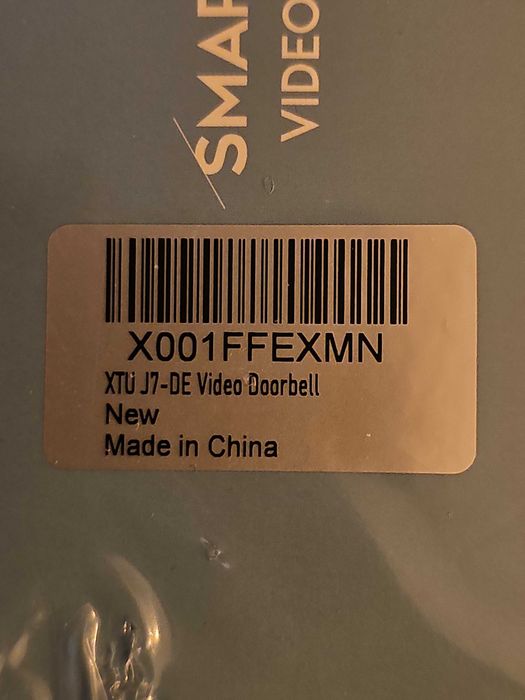 SMAR
VIDEO
X001FFEXMN
XTU J7-DE Video Doorbell
New
Made in China